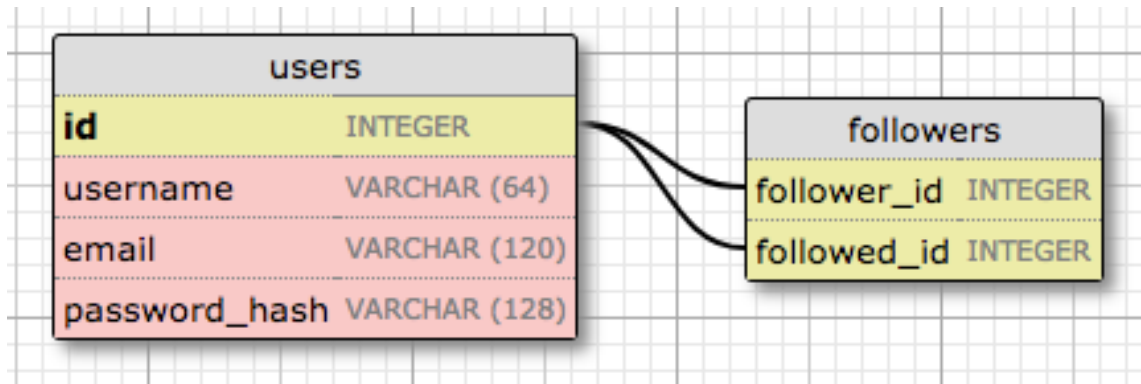 users
id INTEGER
username VARCHAR (64)
email VARCHAR (120)
password_hash VARCHAR (128)
followers
follower_id INTEGER
followed_id INTEGER